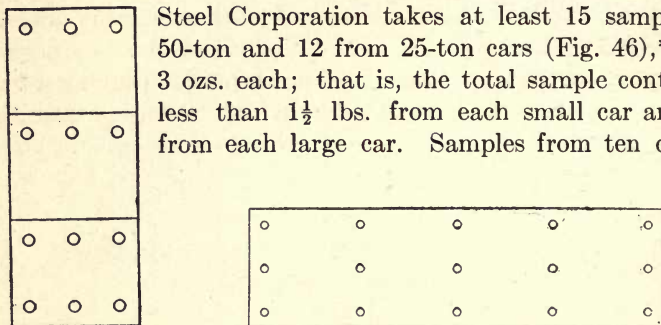 Steel Corporation takes at least 15 samp
50-ton and 12 from 25-ton cars (Fig. 46),*
3 ozs. each; that is, the total sample cont
less than 1½ lbs. from each small car an
from each large car. Samples from ten c